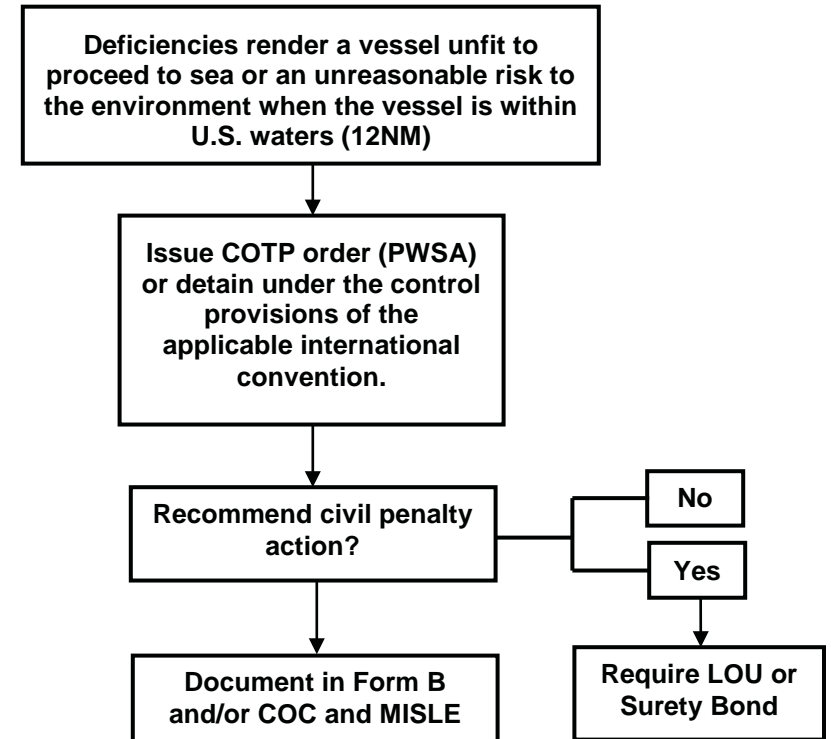 Deficiencies render a vessel unfit to
proceed to sea or an unreasonable risk to
the environment when the vessel is within
U.S. waters (12NM)
Issue COTP order (PWSA)
or detain under the control
provisions of the
applicable international
convention.
Recommend civil penalty
action?
No
Yes
Document in Form B
and/or COC and MISLE
Require LOU or
Surety Bond